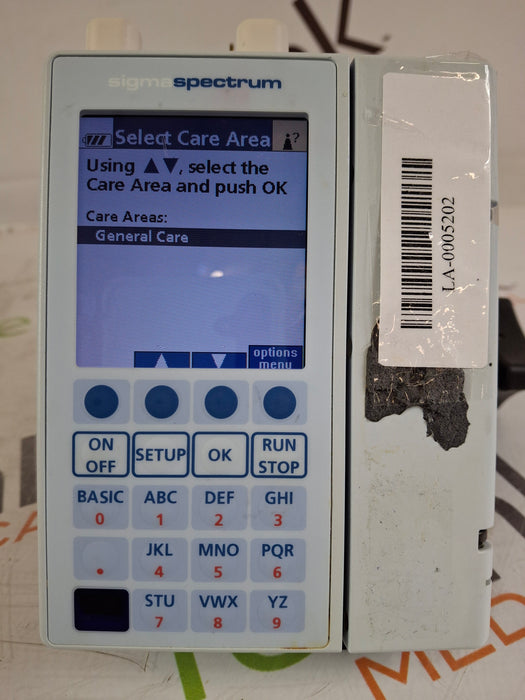 sigmaspectrum
Select Care Area
?
Using ▲▼, select the
Care Area and push OK
Care Areas:
General Care
options
menu
ON
OFF
SETUP
OK
RUN
STOP
BASIC
0
ABC
1
DEF
2
GHI
3
.
JKL
4
MNO
5
PQR
6
STU
7
VWX
8
YZ
9
LA-0005202
MED